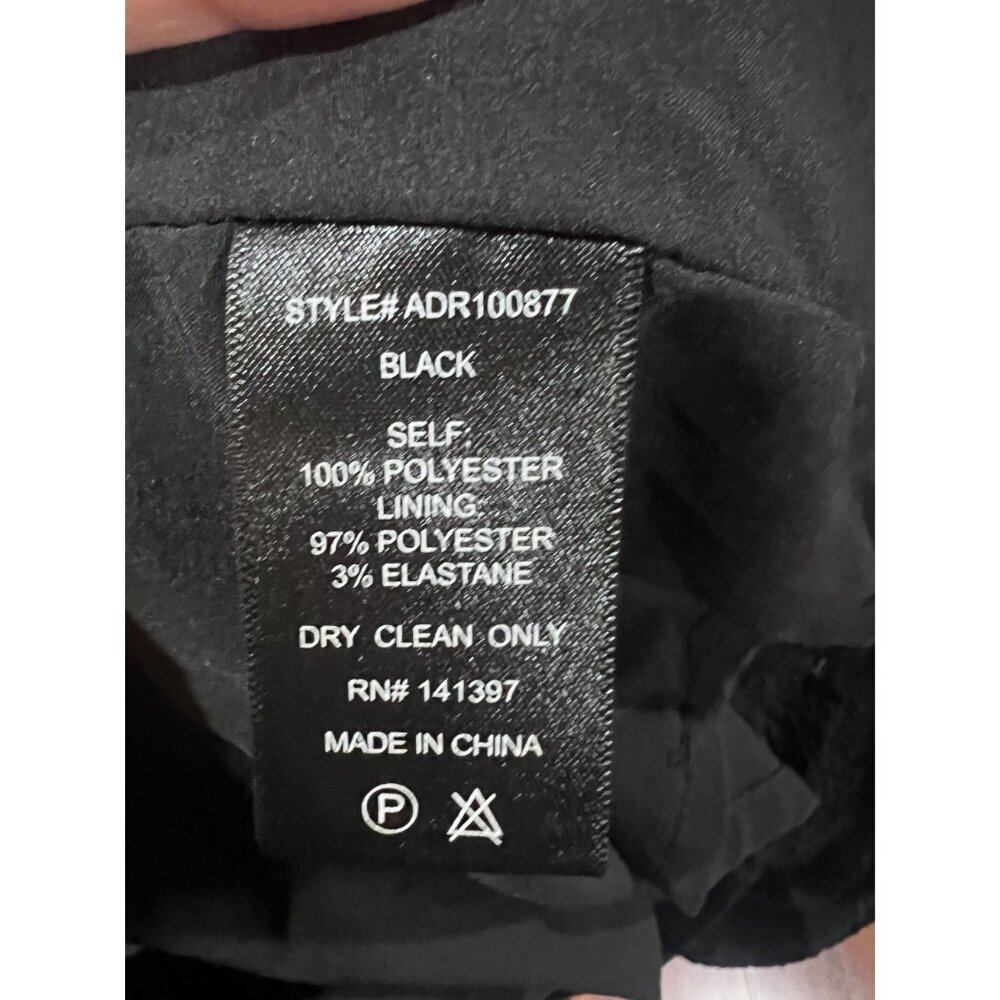 STYLE# ADR100877
BLACK
SELF:
100% POLYESTER
LINING:
97% POLYESTER
3% ELASTANE
DRY CLEAN ONLY
RN# 141397
MADE IN CHINA
P